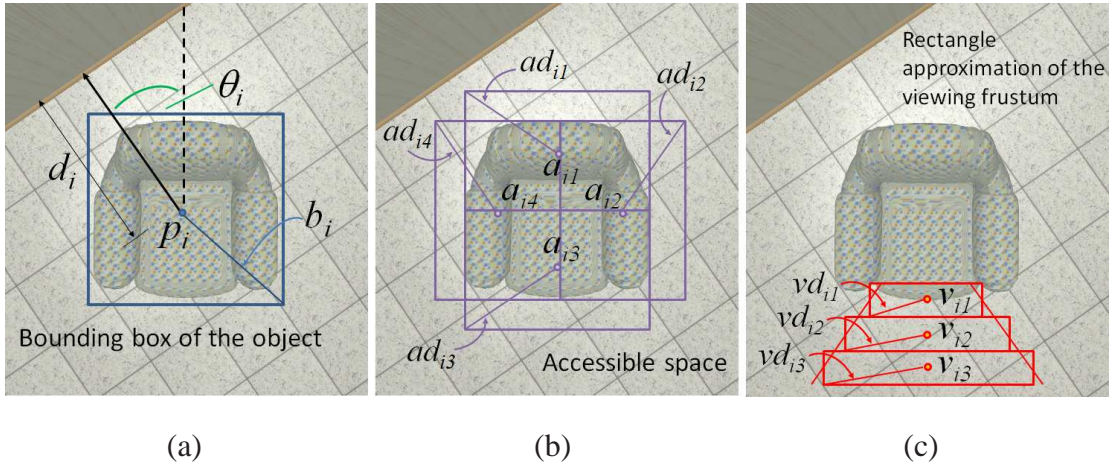 θi
di
pi
bi
Bounding box of the object
adi1
adi2
adi4
ai1
ai4
ai2
ai3
adi3
Accessible space
Rectangle
approximation of the
viewing frustum
vdi1
vi1
vdi2
vi2
vdi3
vi3
(a)
(b)
(c)